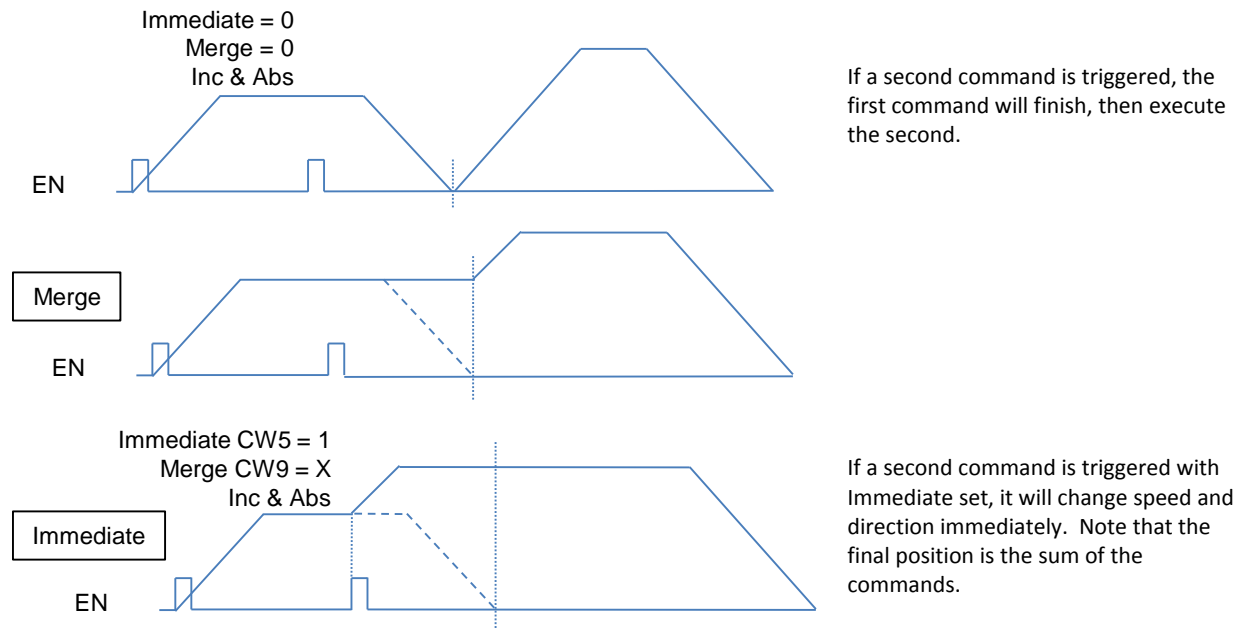 Immediate = 0
Merge = 0
Inc & Abs
EN
If a second command is triggered, the
first command will finish, then execute
the second.
Merge
EN
Immediate CW5 = 1
Merge CW9 = X
Inc & Abs
Immediate
EN
If a second command is triggered with
Immediate set, it will change speed and
direction immediately.  Note that the
final position is the sum of the
commands.